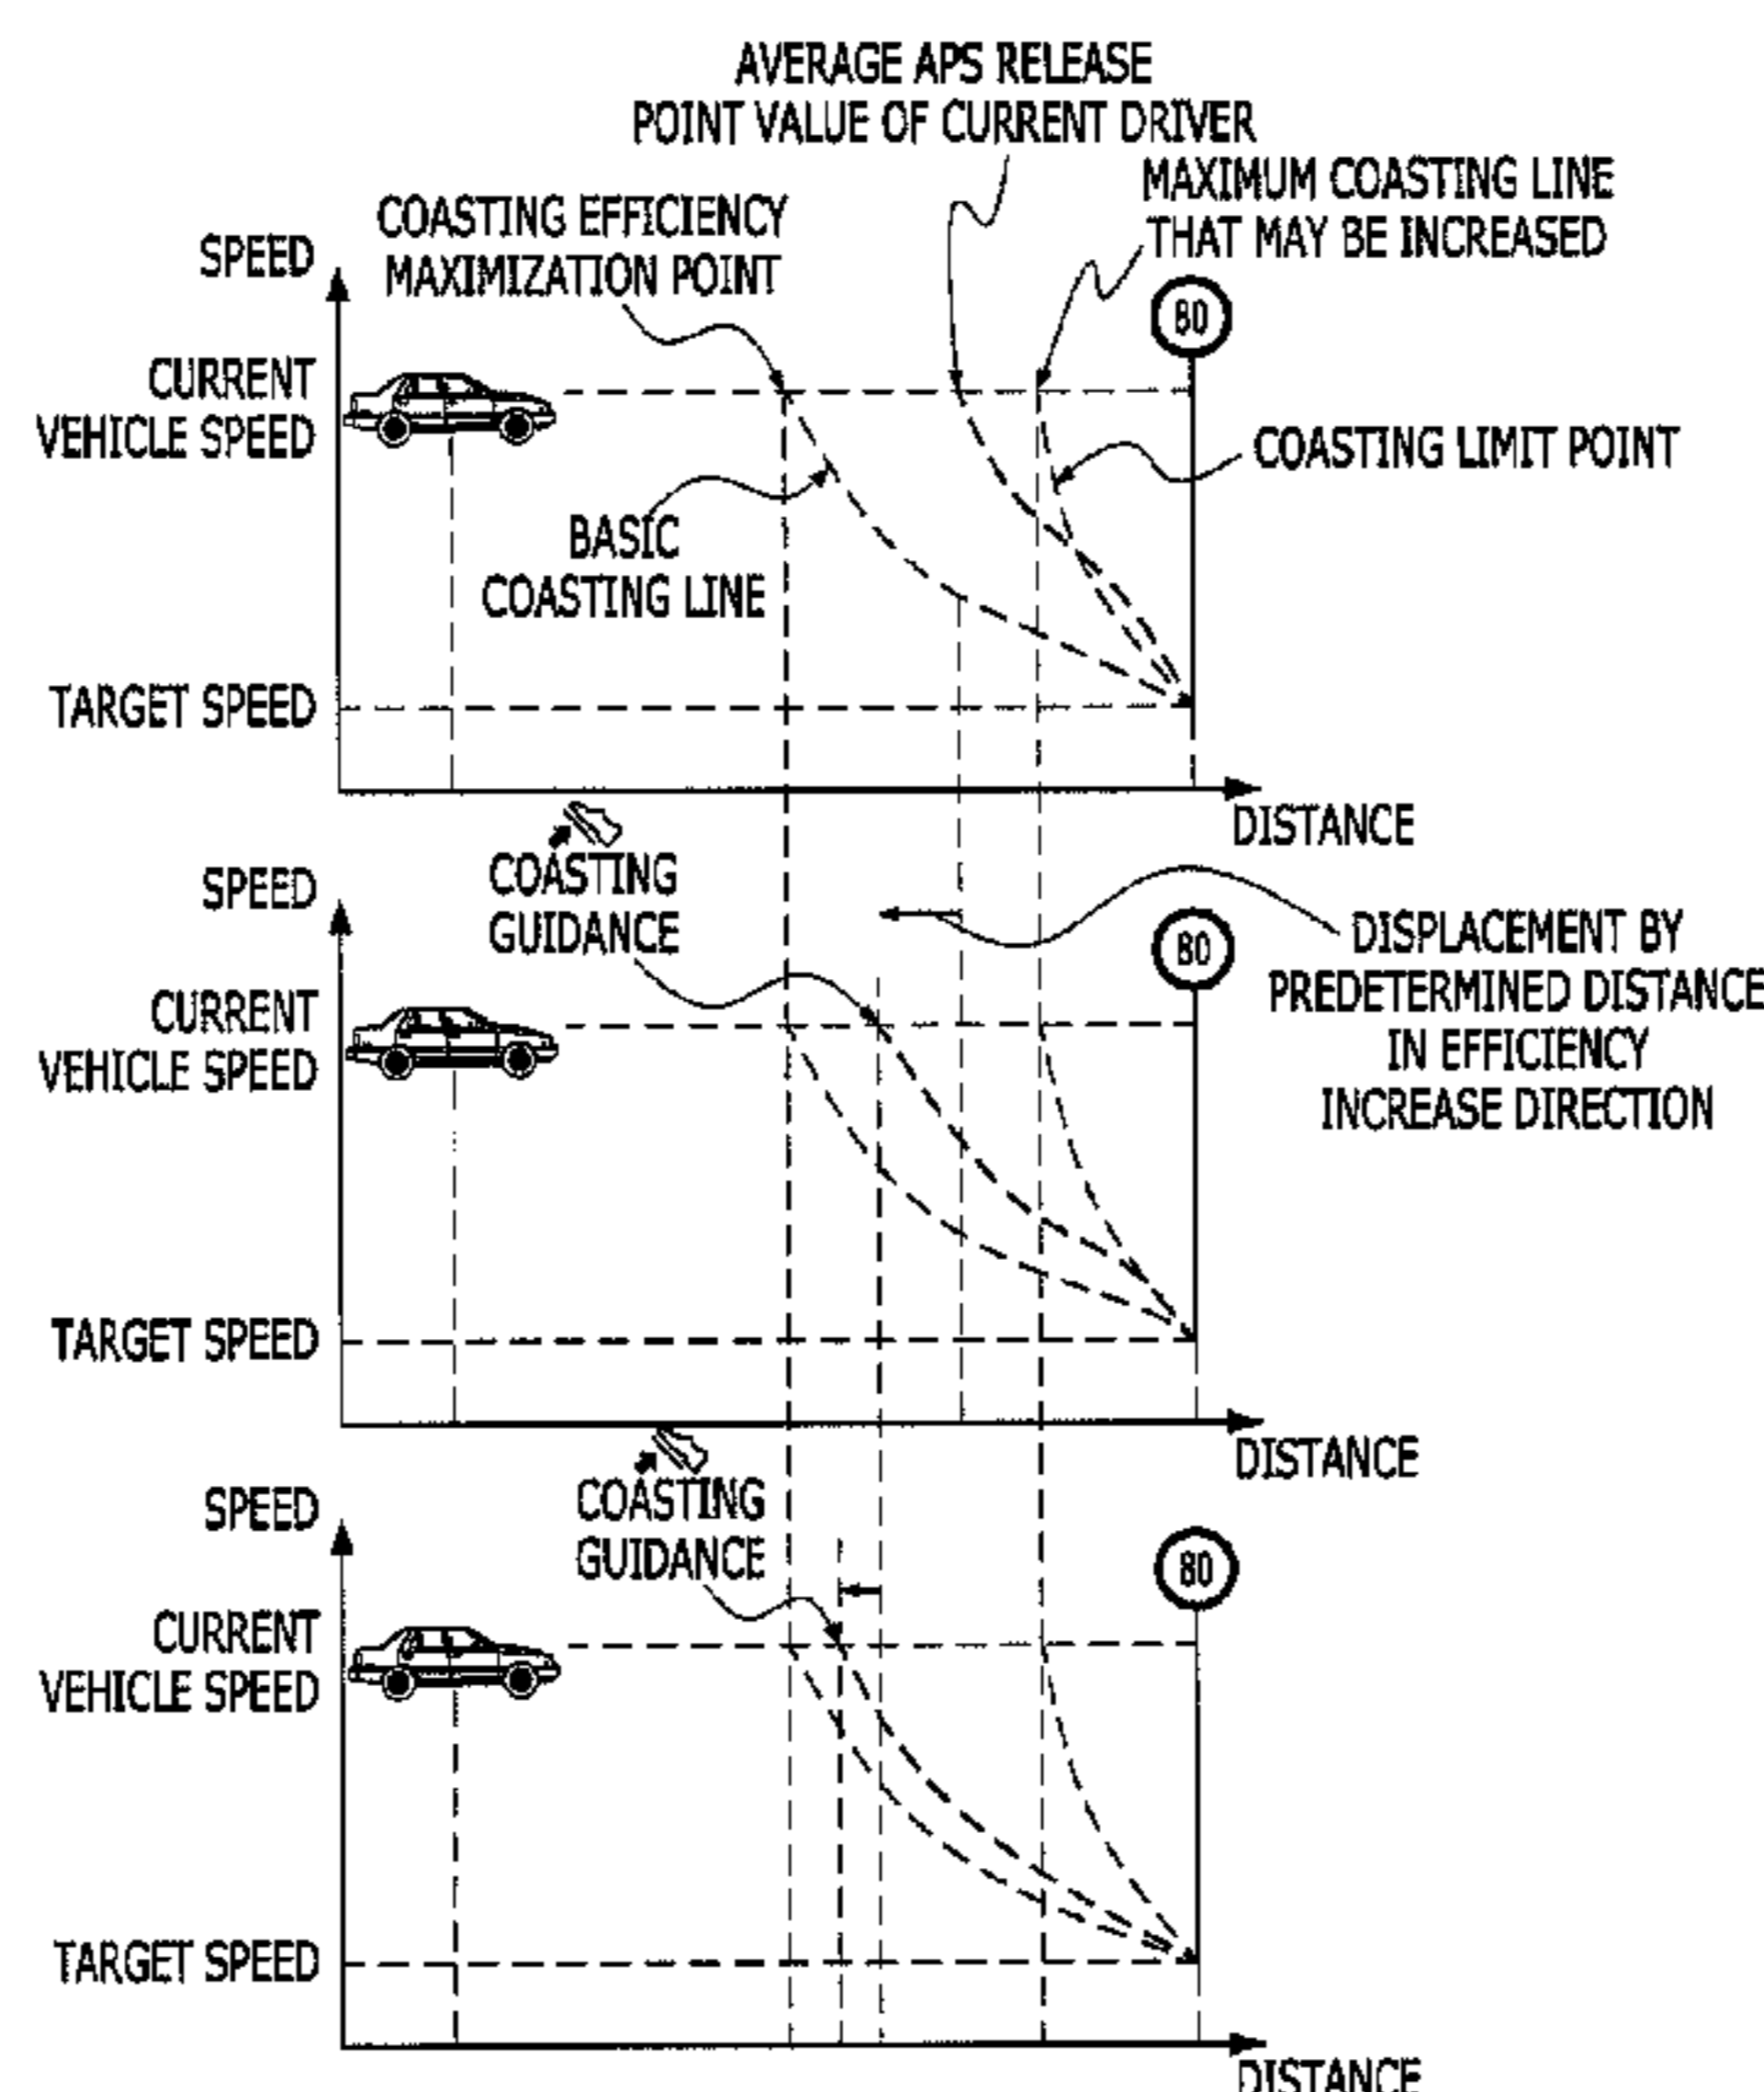 AVERAGE APS RELEASE
POINT VALUE OF CURRENT DRIVER
MAXIMUM COASTING LINE
THAT MAY BE INCREASED
COASTING EFFICIENCY
MAXIMIZATION POINT
SPEED
80
CURRENT
VEHICLE SPEED
COASTING LIMIT POINT
BASIC
COASTING LINE
TARGET SPEED
DISTANCE
COASTING
GUIDANCE
SPEED
80
DISPLACEMENT BY
PREDETERMINED DISTANCE
IN EFFICIENCY
INCREASE DIRECTION
CURRENT
VEHICLE SPEED
TARGET SPEED
DISTANCE
COASTING
GUIDANCE
SPEED
80
CURRENT
VEHICLE SPEED
TARGET SPEED
DISTANCE